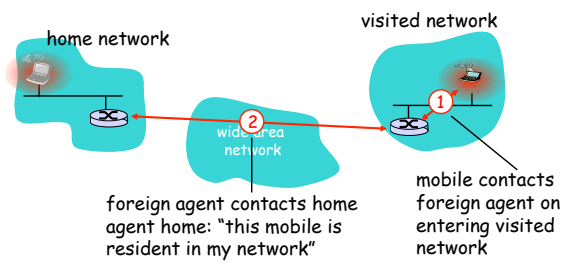 home network
visited network
1
2
wide area
network
foreign agent contacts home
agent home: “this mobile is
resident in my network”
mobile contacts
foreign agent on
entering visited
network